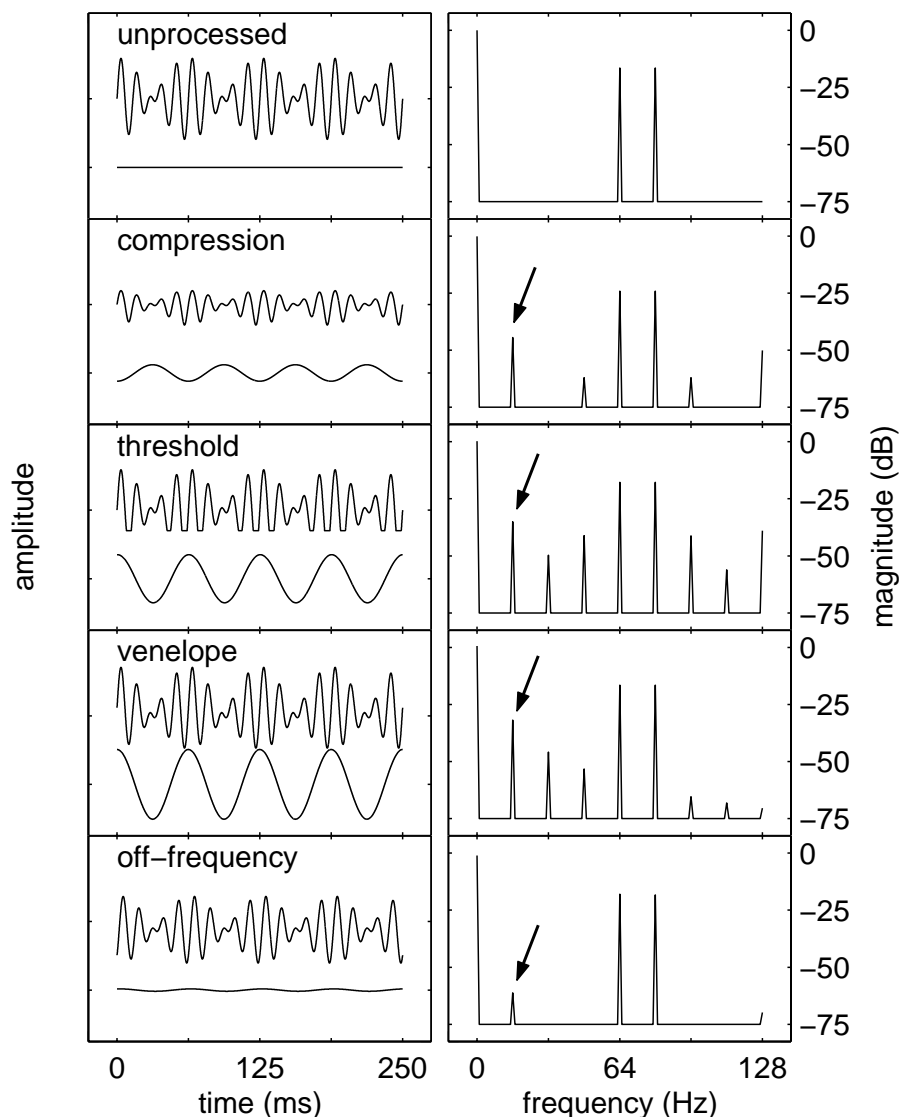 unprocessed
0
−25
−50
−75
compression
0
−25
−50
−75
threshold
0
−25
−50
−75
venelope
0
−25
−50
−75
off−frequency
0
−25
−50
−75
amplitude
magnitude (dB)
0 125 250
time (ms)
0 64 128
frequency (Hz)